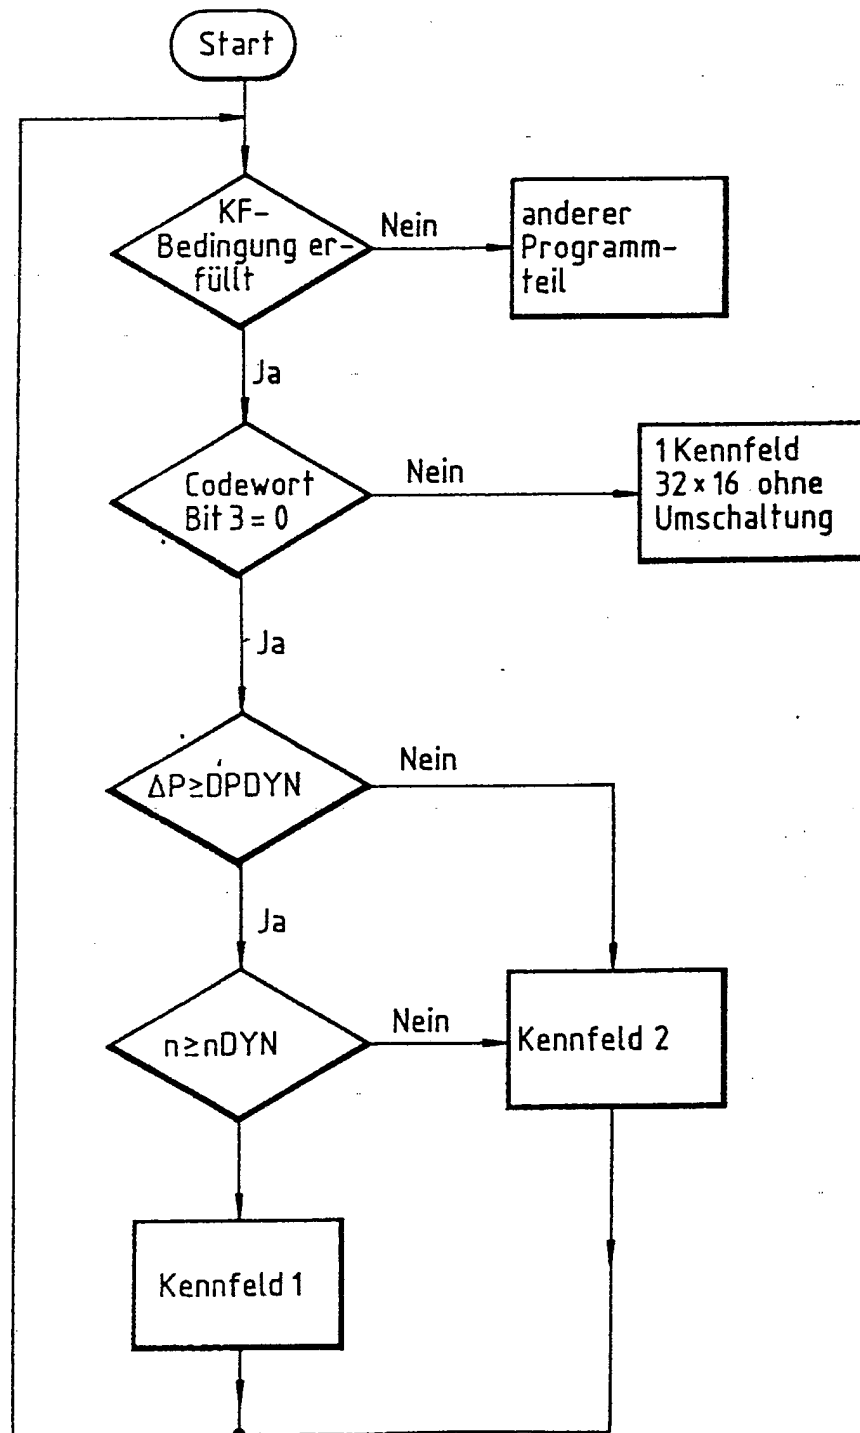 Start
KF-
Bedingung er-
füllt
Nein
anderer
Programm-
teil
Ja
Codewort
Bit 3 = 0
Nein
1 Kennfeld
32 × 16 ohne
Umschaltung
Ja
ΔP≥DPDYN
Nein
Ja
n≥nDYN
Nein
Kennfeld 2
Kennfeld 1